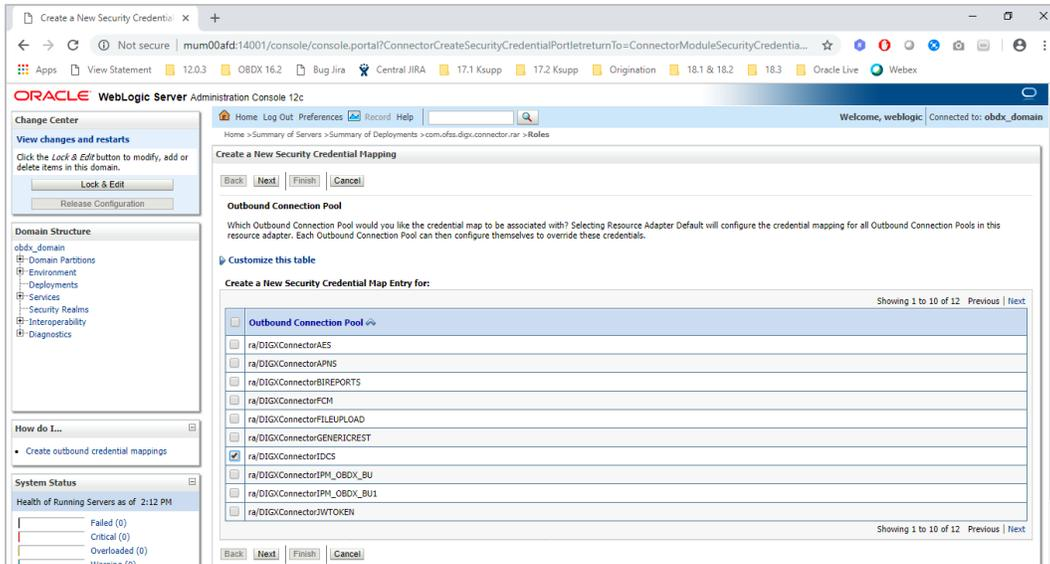 Create a New Security Credential
Not secure | mum00afd:14001/console/console.portal?ConnectorCreateSecurityCredentialPortletreturnTo=ConnectorModuleSecurityCredentia...
Apps View Statement 12.0.3 OBDX 16.2 Bug Jira Central JIRA 17.1 Ksupp 17.2 Ksupp Origination 18.1 & 18.2 18.3 Oracle Live Webex
ORACLE WebLogic Server Administration Console 12c
Change Center
View changes and restarts
Click the Lock & Edit button to modify, add or
delete items in this domain.
Lock & Edit
Release Configuration
Domain Structure
obdx_domain
Domain Partitions
Environment
Deployments
Services
Security Realms
Interoperability
Diagnostics
How do I...
Create outbound credential mappings
System Status
Health of Running Servers as of 2:12 PM
Failed (0)
Critical (0)
Overloaded (0)
Warning (0)
Home Log Out Preferences Record Help
Welcome, weblogic Connected to: obdx_domain
Home >Summary of Servers >Summary of Deployments >com.ofss.digx.connector.rar >Roles
Create a New Security Credential Mapping
Back Next Finish Cancel
Outbound Connection Pool
Which Outbound Connection Pool would you like the credential map to be associated with? Selecting Resource Adapter Default will configure the credential mapping for all Outbound Connection Pools in this
resource adapter. Each Outbound Connection Pool can then configure themselves to override these credentials.
Customize this table
Create a New Security Credential Map Entry for:
Showing 1 to 10 of 12 Previous | Next
Outbound Connection Pool
ra/DIGXConnectorAES
ra/DIGXConnectorAPNS
ra/DIGXConnectorBIREPORTS
ra/DIGXConnectorFCM
ra/DIGXConnectorFILEUPLOAD
ra/DIGXConnectorGENERICREST
ra/DIGXConnectorIDCS
ra/DIGXConnectorIPM_OBDX_BU
ra/DIGXConnectorIPM_OBDX_BU1
ra/DIGXConnectorJWTOKEN
Showing 1 to 10 of 12 Previous | Next
Back Next Finish Cancel